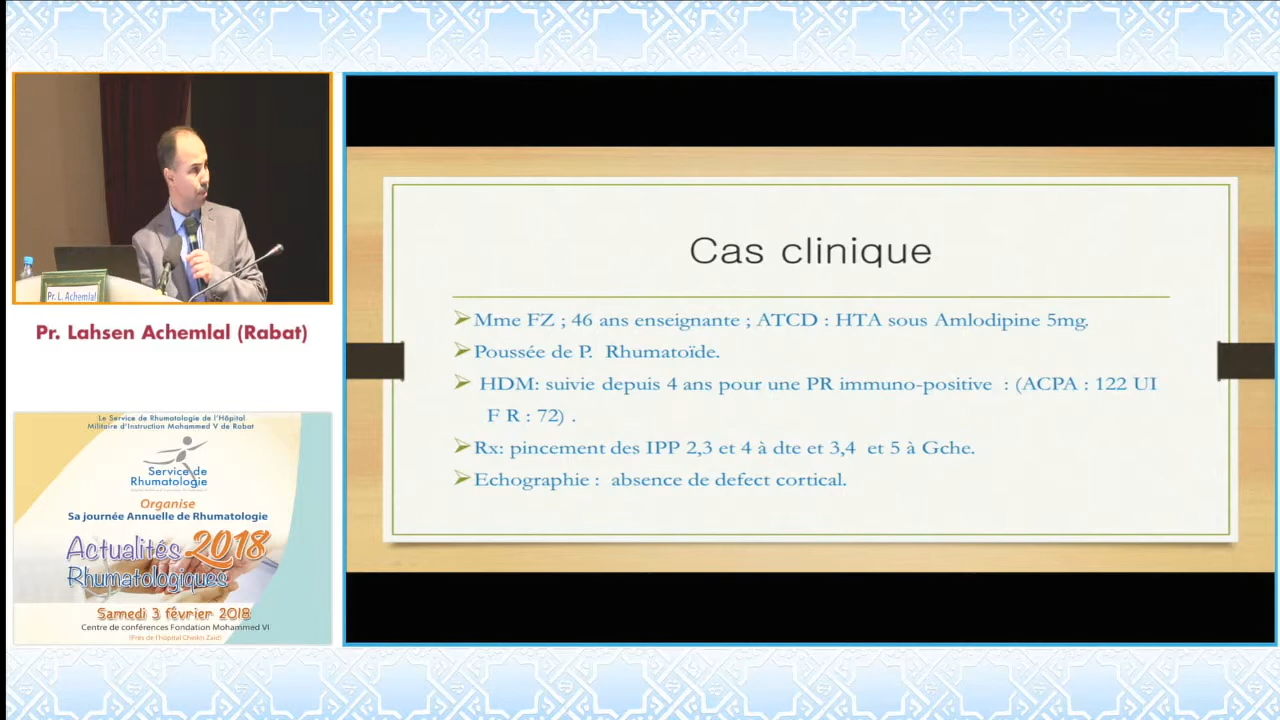 Pr. L. Achemlal
Pr. Lahsen Achemlal (Rabat)
Le Service de Rhumatologie de l'Hôpital
Militaire d'Instruction Mohammed V de Rabat
Service de
Rhumatologie
Organise
Sa journée Annuelle de Rhumatologie
Actualités 2018
Rhumatologiques
Samedi 3 février 2018
Centre de conférences Fondation Mohammed VI
(Près de l'hôpital Cheikh Zaid)
Cas clinique
Mme FZ ; 46 ans enseignante ; ATCD : HTA sous Amlodipine 5mg.
Poussée de P. Rhumatoïde.
HDM: suivie depuis 4 ans pour une PR immuno-positive : (ACPA : 122 UI
F R : 72) .
Rx: pincement des IPP 2,3 et 4 à dte et 3,4 et 5 à Gche.
Echographie : absence de defect cortical.